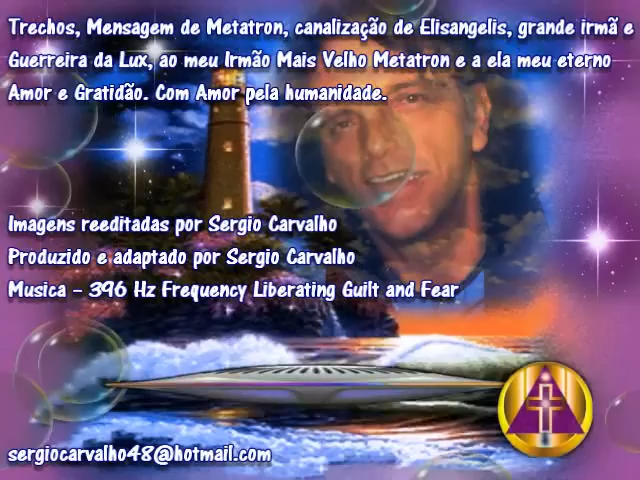 Trechos, Mensagem de Metatron, canalização de Elisangelis, grande irmã e
Guerreira da Lux, ao meu Irmão Mais Velho Metatron e a ela meu eterno
Amor e Gratidão. Com Amor pela humanidade.
Imagens reeditadas por Sergio Carvalho
Produzido e adaptado por Sergio Carvalho
Musica - 396 Hz Frequency Liberating Guilt and Fear
sergiocarvalho48@hotmail.com